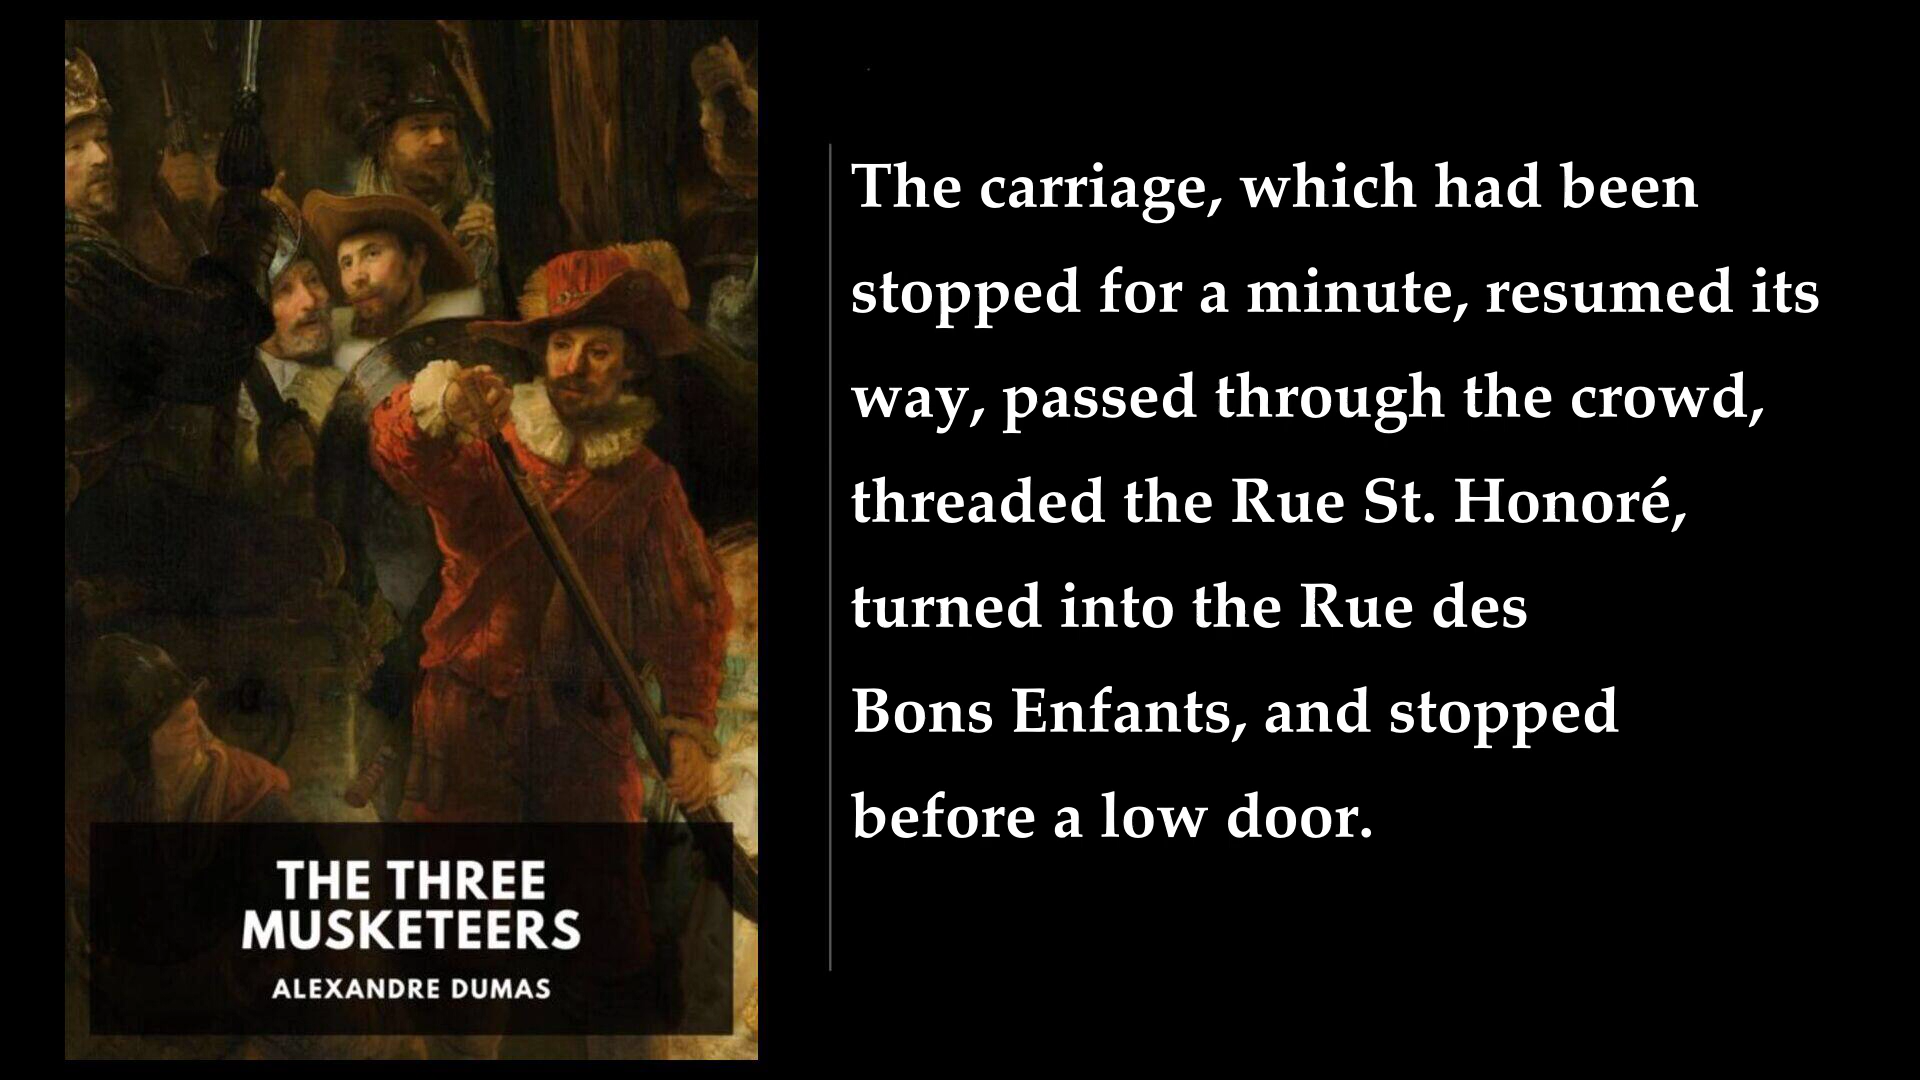 THE THREE
MUSKETEERS
ALEXANDRE DUMAS
The carriage, which had been
stopped for a minute, resumed its
way, passed through the crowd,
threaded the Rue St. Honoré,
turned into the Rue des
Bons Enfants, and stopped
before a low door.